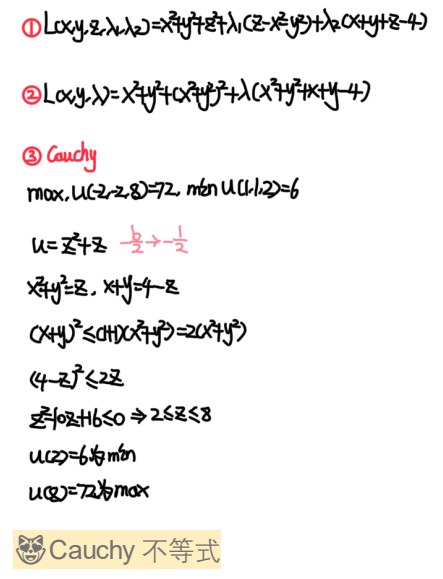 ① L(x,y,z,λ₁,λ₂)=x²+y²+z²+λ₁(z-x²-y²)+λ₂(x+y+z-4)
② L(x,y,λ)=x²+y²+(x²+y²)²+λ(x²+y²+x+y-4)
③ Cauchy
max, u(-2,-2,8)=72, min u(1,1,2)=6
u=z²+z -b/2→-1/2
x²+y²=z, x+y=4-z
(x+y)²≤(1+1)(x²+y²)=2(x²+y²)
(4-z)²≤2z
z²-10z+16≤0⇒2≤z≤8
u(2)=6为min
u(8)=72为max
Cauchy 不等式